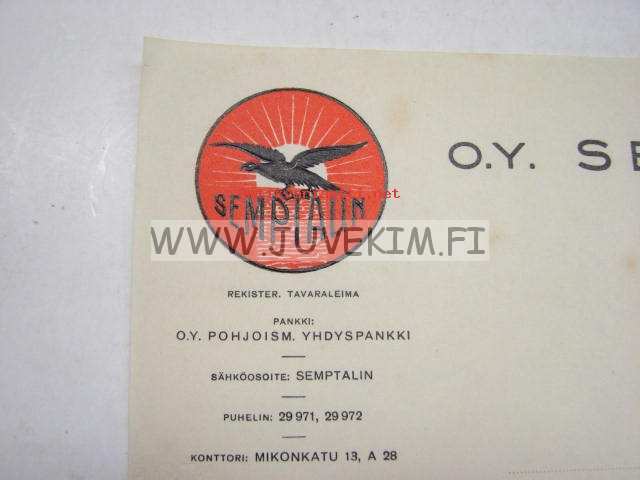 O.Y. SE
SEMPTALIN
WWW.JUVEKIM.FI
REKISTER. TAVARALEIMA
PANKKI:
O.Y. POHJOISM. YHDYSPANKKI
SÄHKÖOSOITE: SEMPTALIN
PUHELIN: 29 971, 29 972
KONTTORI: MIKONKATU 13, A 28